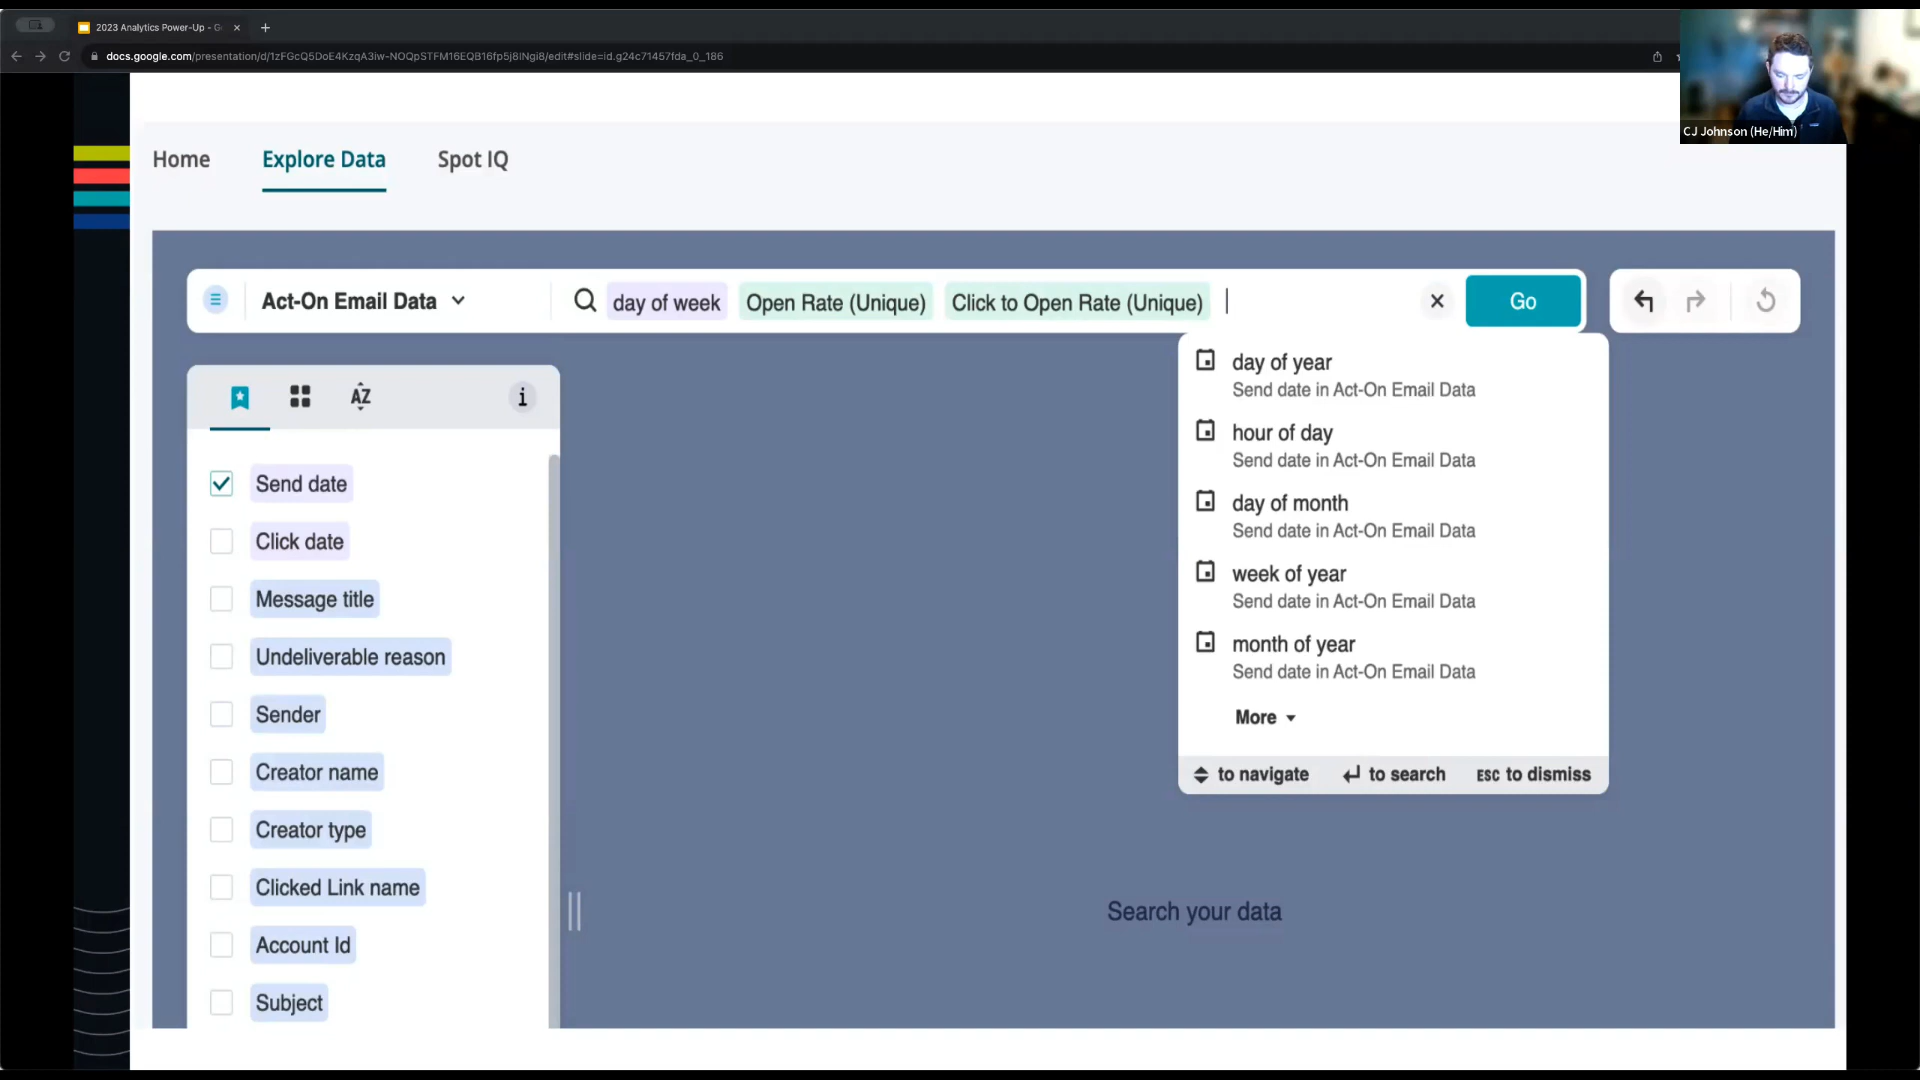 2023 Analytics Power-Up - G
docs.google.com/presentation/d/1zFGcQ5DoE4KzqA3iw-NOQpSTFM16EQB16fp5j8lNgi8/edit#slide=id.g24c71457fda_0_186
CJ Johnson (He/Him)
Home
Explore Data
Spot IQ
Act-On Email Data
day of week
Open Rate (Unique)
Click to Open Rate (Unique)
Go
AZ
i
Send date
Click date
Message title
Undeliverable reason
Sender
Creator name
Creator type
Clicked Link name
Account Id
Subject
day of year
Send date in Act-On Email Data
hour of day
Send date in Act-On Email Data
day of month
Send date in Act-On Email Data
week of year
Send date in Act-On Email Data
month of year
Send date in Act-On Email Data
More
to navigate
to search
ESC to dismiss
Search your data